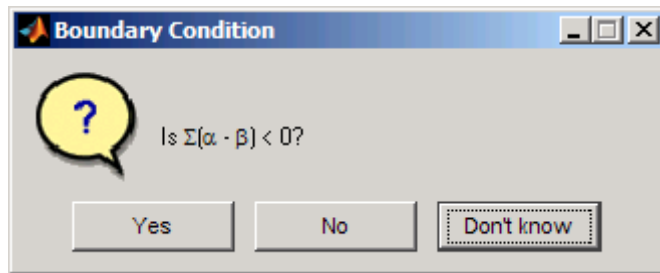 Boundary Condition
?
Is Σ(α - β) < 0?
Yes No Don't know